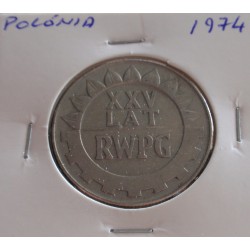 POLÓNIA 1974
XXV
LAT
RWPG